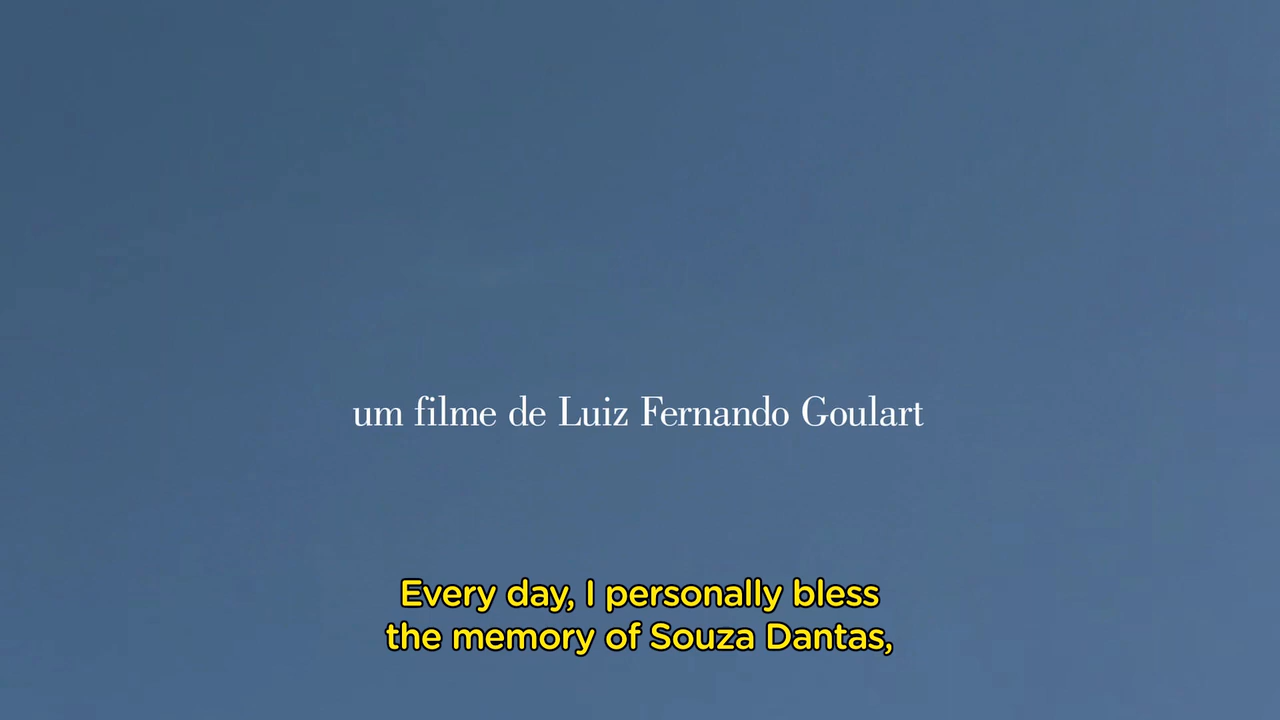 um filme de Luiz Fernando Goulart
Every day, I personally bless
the memory of Souza Dantas,